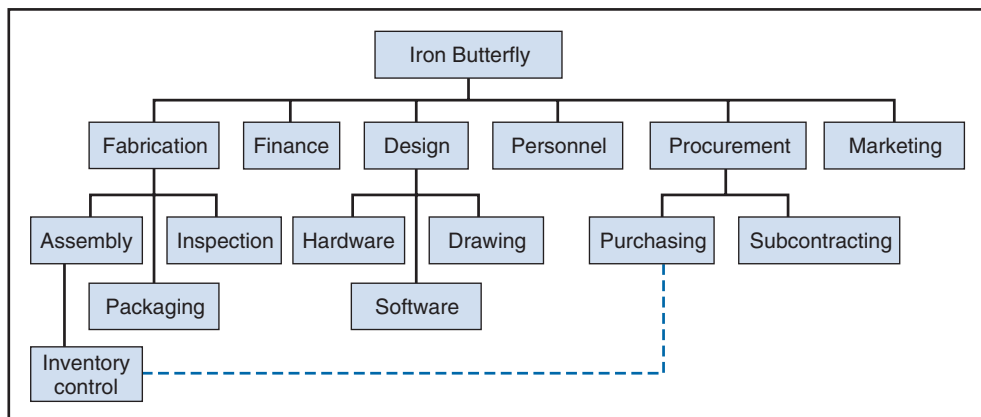 Iron Butterfly
Fabrication
Finance
Design
Personnel
Procurement
Marketing
Assembly
Inspection
Hardware
Drawing
Purchasing
Subcontracting
Packaging
Software
Inventory
control